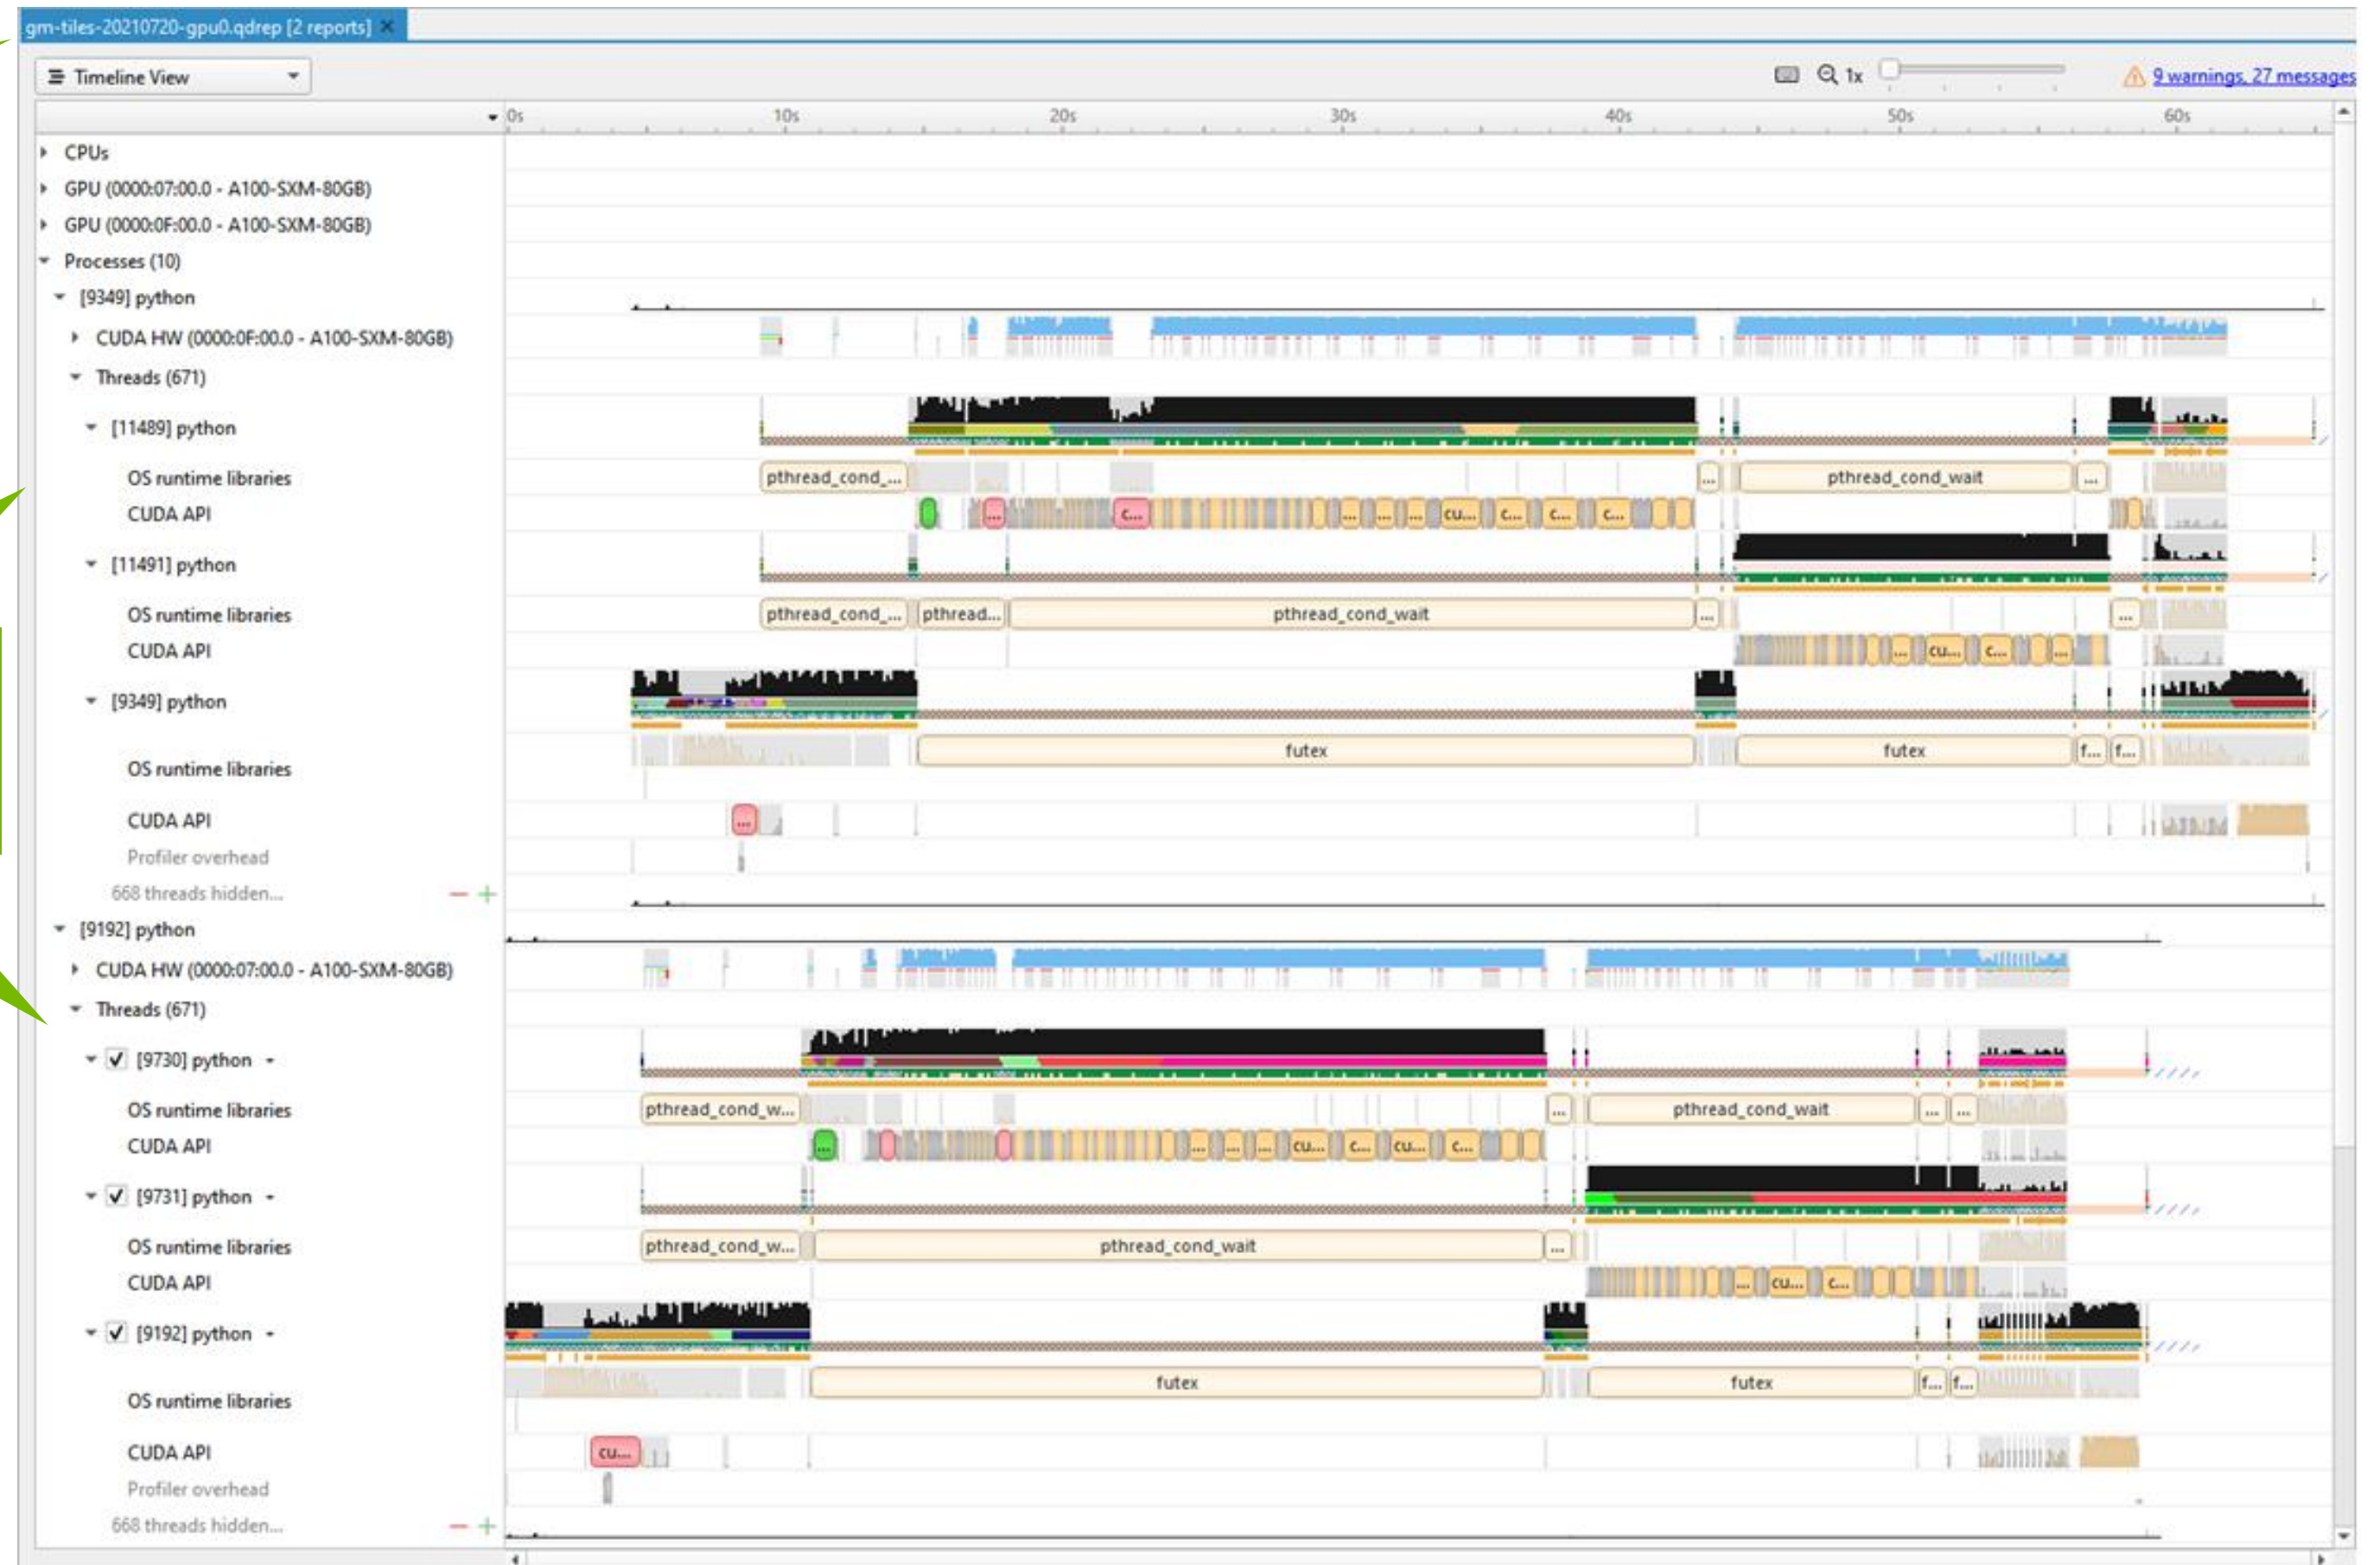 gm-tiles-20210720-gpu0.qdrep [2 reports] ×
Timeline View
1x
9 warnings, 27 messages
0s 10s 20s 30s 40s 50s 60s
CPUs
GPU (0000:07:00.0 - A100-SXM-80GB)
GPU (0000:0F:00.0 - A100-SXM-80GB)
Processes (10)
[9349] python
CUDA HW (0000:0F:00.0 - A100-SXM-80GB)
Threads (671)
[11489] python
OS runtime libraries pthread_cond_... ... pthread_cond_wait ...
CUDA API ... c... ... ... ... cu... c... c... c...
[11491] python
OS runtime libraries pthread_cond_... pthread... pthread_cond_wait ... ...
CUDA API ... cu... c... ...
[9349] python
futex futex f... f...
OS runtime libraries
CUDA API ...
Profiler overhead
668 threads hidden... − +
[9192] python
CUDA HW (0000:07:00.0 - A100-SXM-80GB)
Threads (671)
[9730] python
OS runtime libraries pthread_cond_w... ... pthread_cond_wait ... ...
CUDA API ... ... ... ... cu... c... cu... c...
[9731] python
OS runtime libraries pthread_cond_w... pthread_cond_wait ...
CUDA API ... cu... c...
[9192] python
futex futex f... f...
OS runtime libraries
CUDA API cu...
Profiler overhead
668 threads hidden... − +